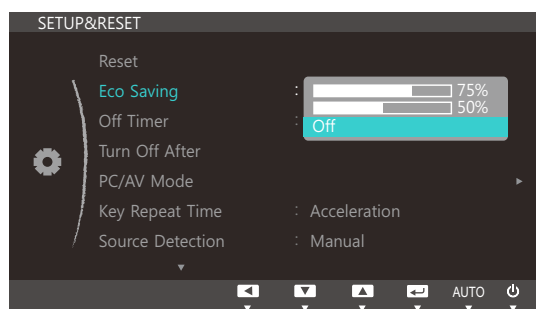 SETUP&RESET
Reset
Eco Saving : 75%
50%
Off Timer : Off
Turn Off After
PC/AV Mode
Key Repeat Time : Acceleration
Source Detection : Manual
AUTO